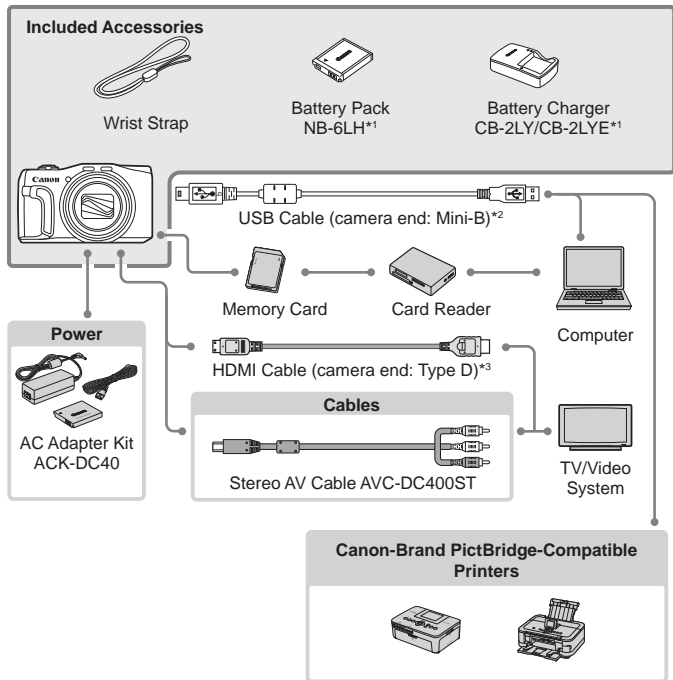 Included Accessories
Wrist Strap
Battery Pack
NB-6LH*1
Battery Charger
CB-2LY/CB-2LYE*1
Canon
USB Cable (camera end: Mini-B)*2
Memory Card
Card Reader
Computer
Power
HDMI Cable (camera end: Type D)*3
AC Adapter Kit
ACK-DC40
Cables
Stereo AV Cable AVC-DC400ST
TV/Video
System
Canon-Brand PictBridge-Compatible
Printers